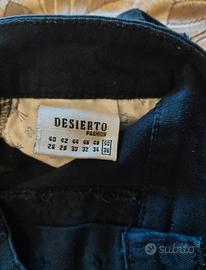 DESIERTO
FASHION
40 42 44 46 48 50
26 28 30 32 34 36
subito